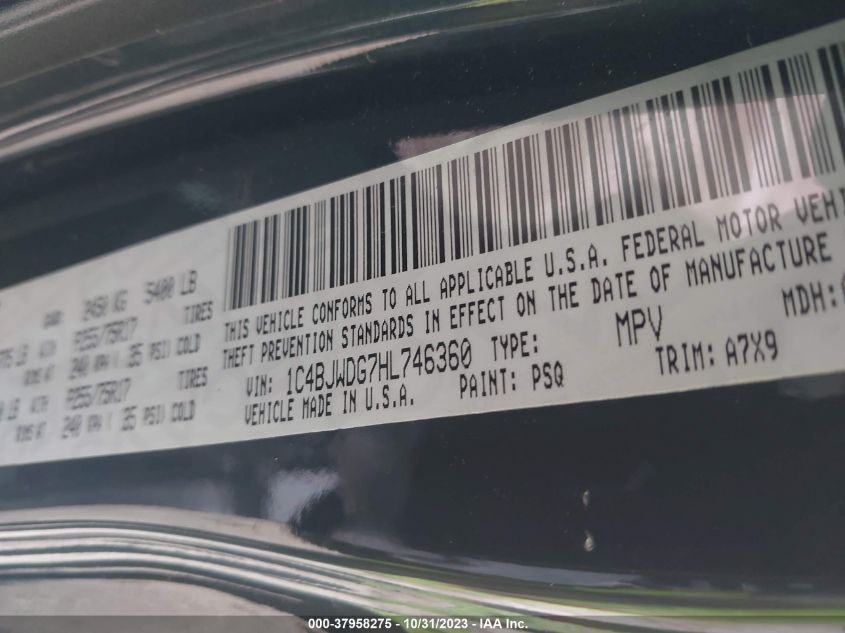 2450 KG 5400 LB
P255/75R17 TIRES
240 KPA ( 35 PSI) COLD
P255/75R17 TIRES
240 KPA ( 35 PSI) COLD
THIS VEHICLE CONFORMS TO ALL APPLICABLE U.S.A. FEDERAL MOTOR VEHI
THEFT PREVENTION STANDARDS IN EFFECT ON THE DATE OF MANUFACTURE
VIN: 1C4BJWDG7HL746360 TYPE: MPV MDH:
VEHICLE MADE IN U.S.A. PAINT: PSQ TRIM: A7X9
000-37958275 - 10/31/2023 - IAA Inc.